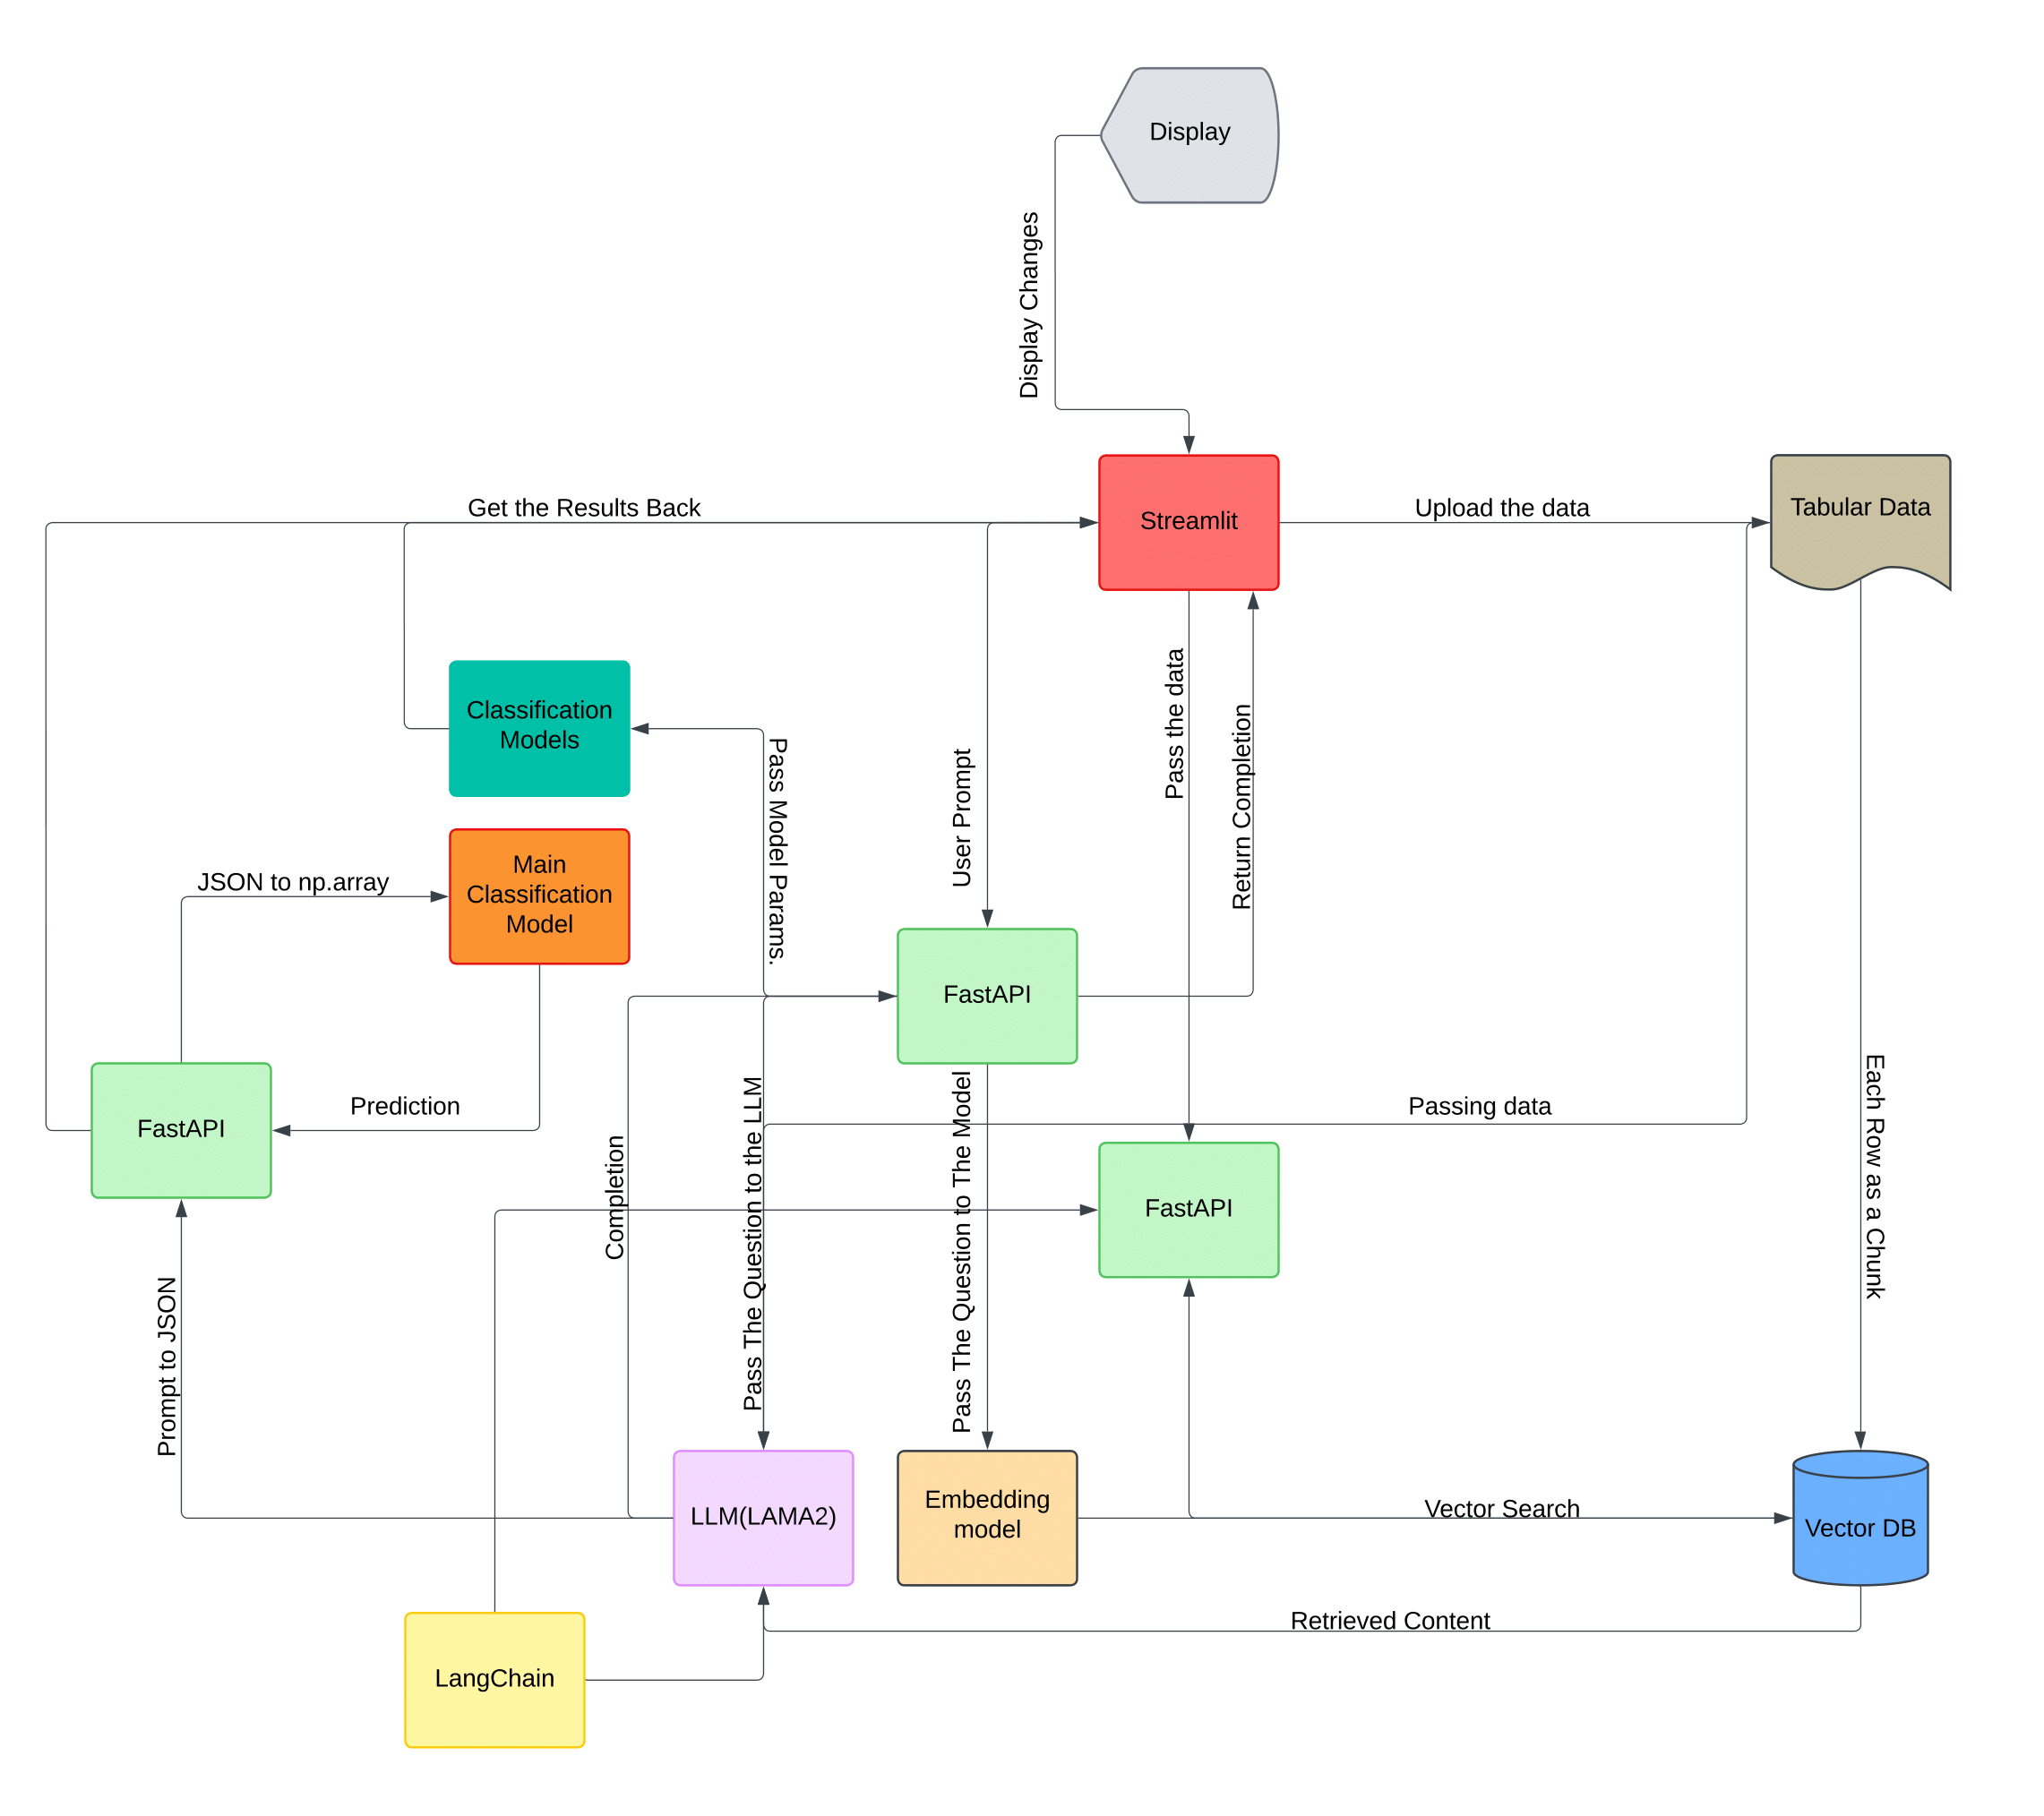 Display
Display Changes
Get the Results Back
Streamlit
Upload the data
Tabular Data
Classification
Models
Pass Model Params.
User Prompt
Pass the data
Return Completion
JSON to np.array
Main
Classification
Model
FastAPI
FastAPI
Prediction
Completion
Pass The Question to the LLM
Pass The Question to The Model
Passing data
FastAPI
Each Row as a Chunk
Prompt to JSON
LLM(LAMA2)
Embedding
model
Vector Search
Vector DB
Retrieved Content
LangChain